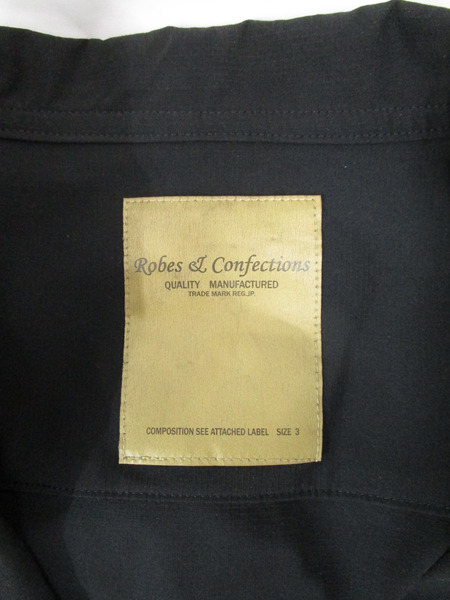 Robes & Confections
QUALITY MANUFACTURED
TRADE MARK REG.JP.
COMPOSITION SEE ATTACHED LABEL SIZE 3